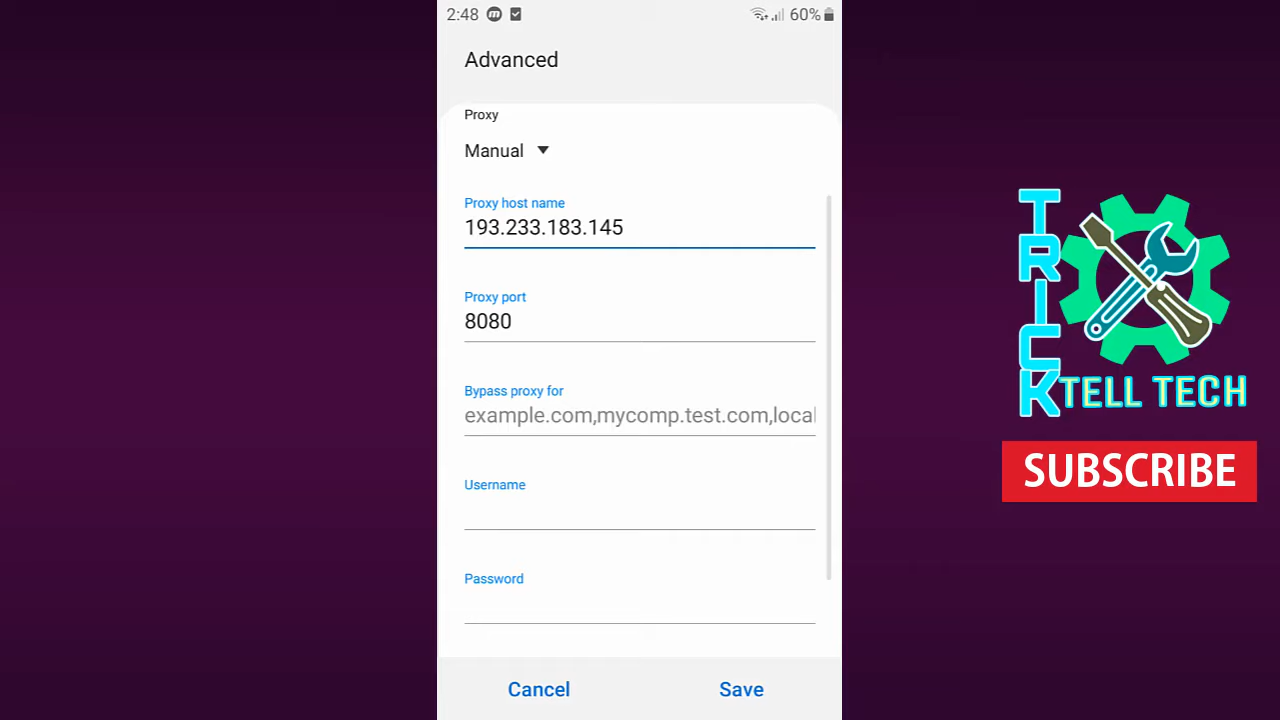 2:48
60%
Advanced
Proxy
Manual
Proxy host name
193.233.183.145
Proxy port
8080
Bypass proxy for
example.com,mycomp.test.com,local
Username
Password
Cancel
Save
TRICK
TELL TECH
SUBSCRIBE